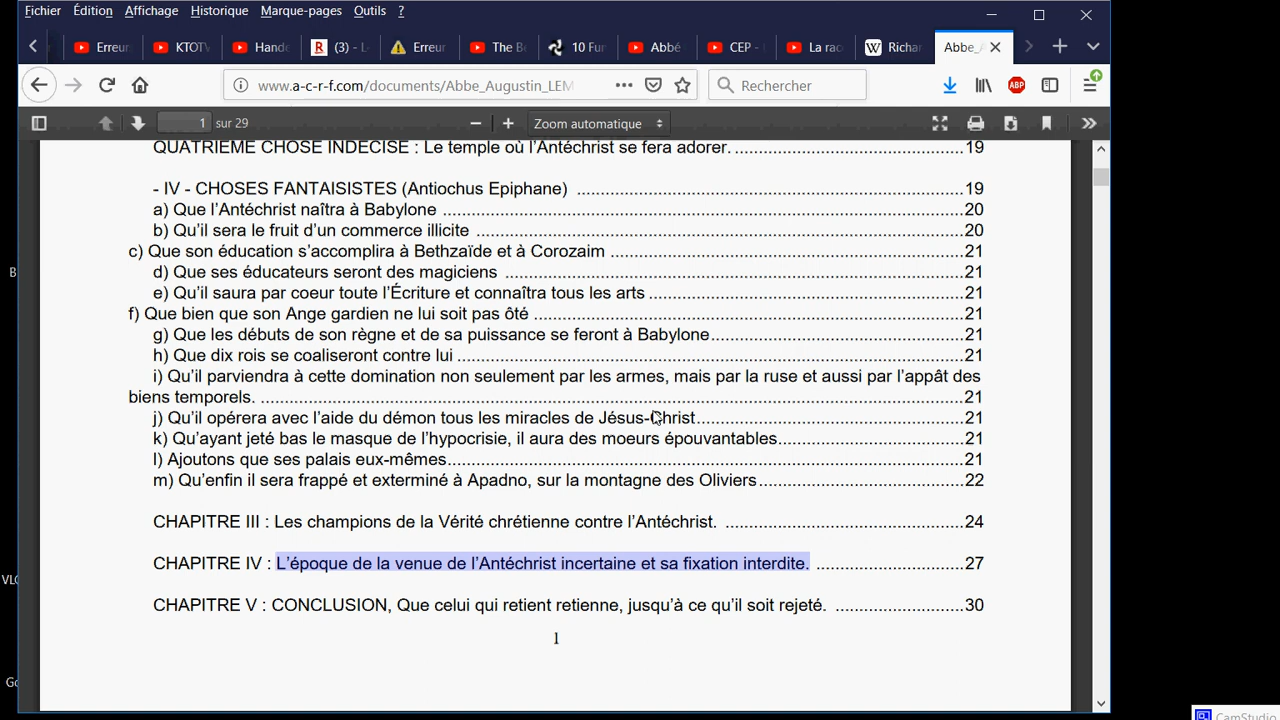 Fichier Édition Affichage Historique Marque-pages Outils ?
Erreur KTOTV Hande (3) - L Erreur The B 10 Fur Abbé CEP - La rac Richa Abbe_
www.a-c-r-f.com/documents/Abbe_Augustin_LEM ••• Rechercher ABP
1 sur 29 Zoom automatique
QUATRIEME CHOSE INDECISE : Le temple où l’Antéchrist se fera adorer. 19
- IV - CHOSES FANTAISISTES (Antiochus Epiphane) 19
a) Que l’Antéchrist naîtra à Babylone 20
b) Qu’il sera le fruit d’un commerce illicite 20
c) Que son éducation s’accomplira à Bethzaïde et à Corozaim 21
d) Que ses éducateurs seront des magiciens 21
e) Qu’il saura par coeur toute l’Écriture et connaîtra tous les arts 21
f) Que bien que son Ange gardien ne lui soit pas ôté 21
g) Que les débuts de son règne et de sa puissance se feront à Babylone 21
h) Que dix rois se coaliseront contre lui 21
i) Qu’il parviendra à cette domination non seulement par les armes, mais par la ruse et aussi par l’appât des
biens temporels. 21
j) Qu’il opérera avec l’aide du démon tous les miracles de Jésus-Christ 21
k) Qu’ayant jeté bas le masque de l’hypocrisie, il aura des moeurs épouvantables 21
l) Ajoutons que ses palais eux-mêmes 21
m) Qu’enfin il sera frappé et exterminé à Apadno, sur la montagne des Oliviers 22
CHAPITRE III : Les champions de la Vérité chrétienne contre l’Antéchrist. 24
CHAPITRE IV : L’époque de la venue de l’Antéchrist incertaine et sa fixation interdite. 27
CHAPITRE V : CONCLUSION, Que celui qui retient retienne, jusqu’à ce qu’il soit rejeté. 30
1
B
VLC
Go
CamStudio